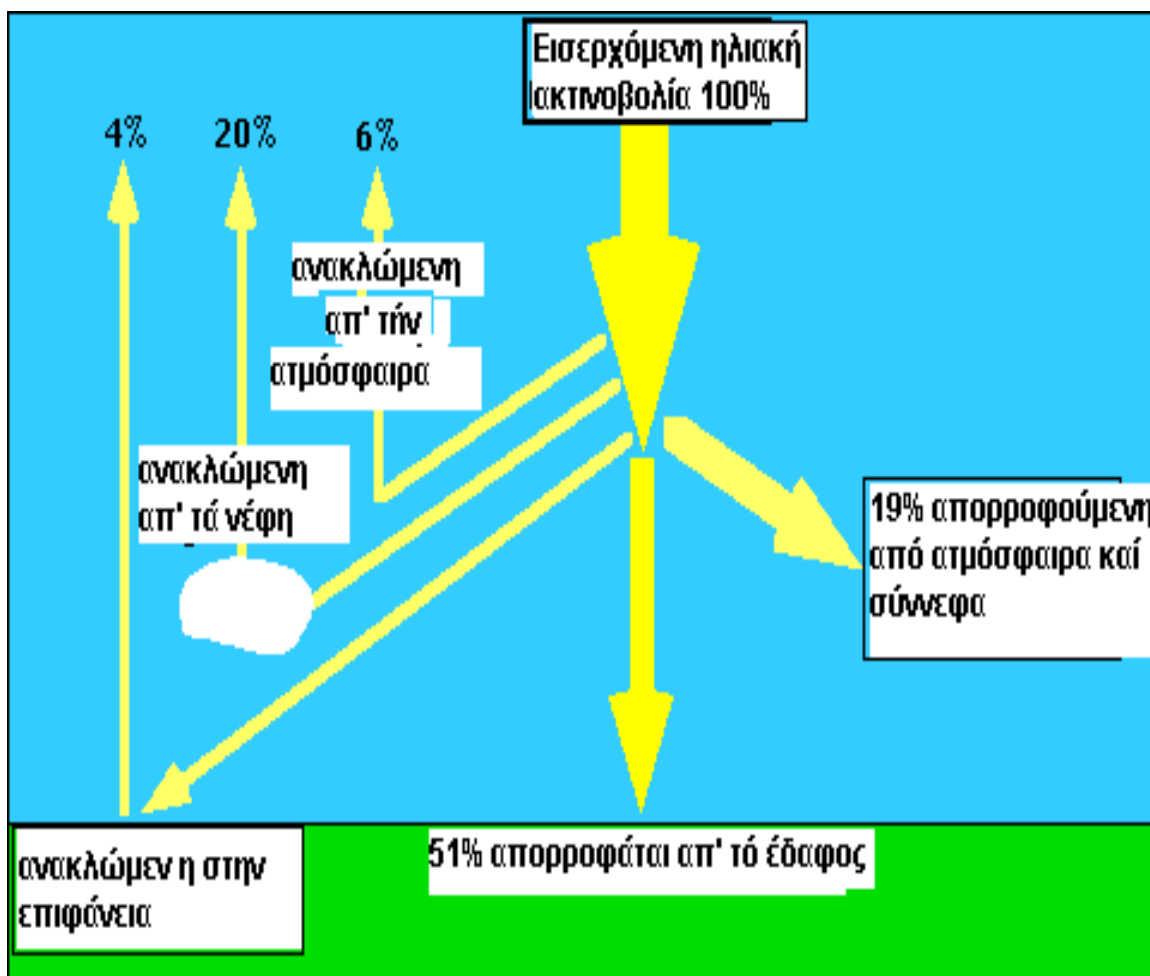 Εισερχόμενη ηλιακή
ακτινοβολία 100%
4% 20% 6%
ανακλώμενη
απ' τήν
ατμόσφαιρα
ανακλώμενη
απ' τά νέφη
19% απορροφούμενη
από ατμόσφαιρα καί
σύννεφα
ανακλώμεν η στην
επιφάνεια
51% απορροφάται απ' τό έδαφος